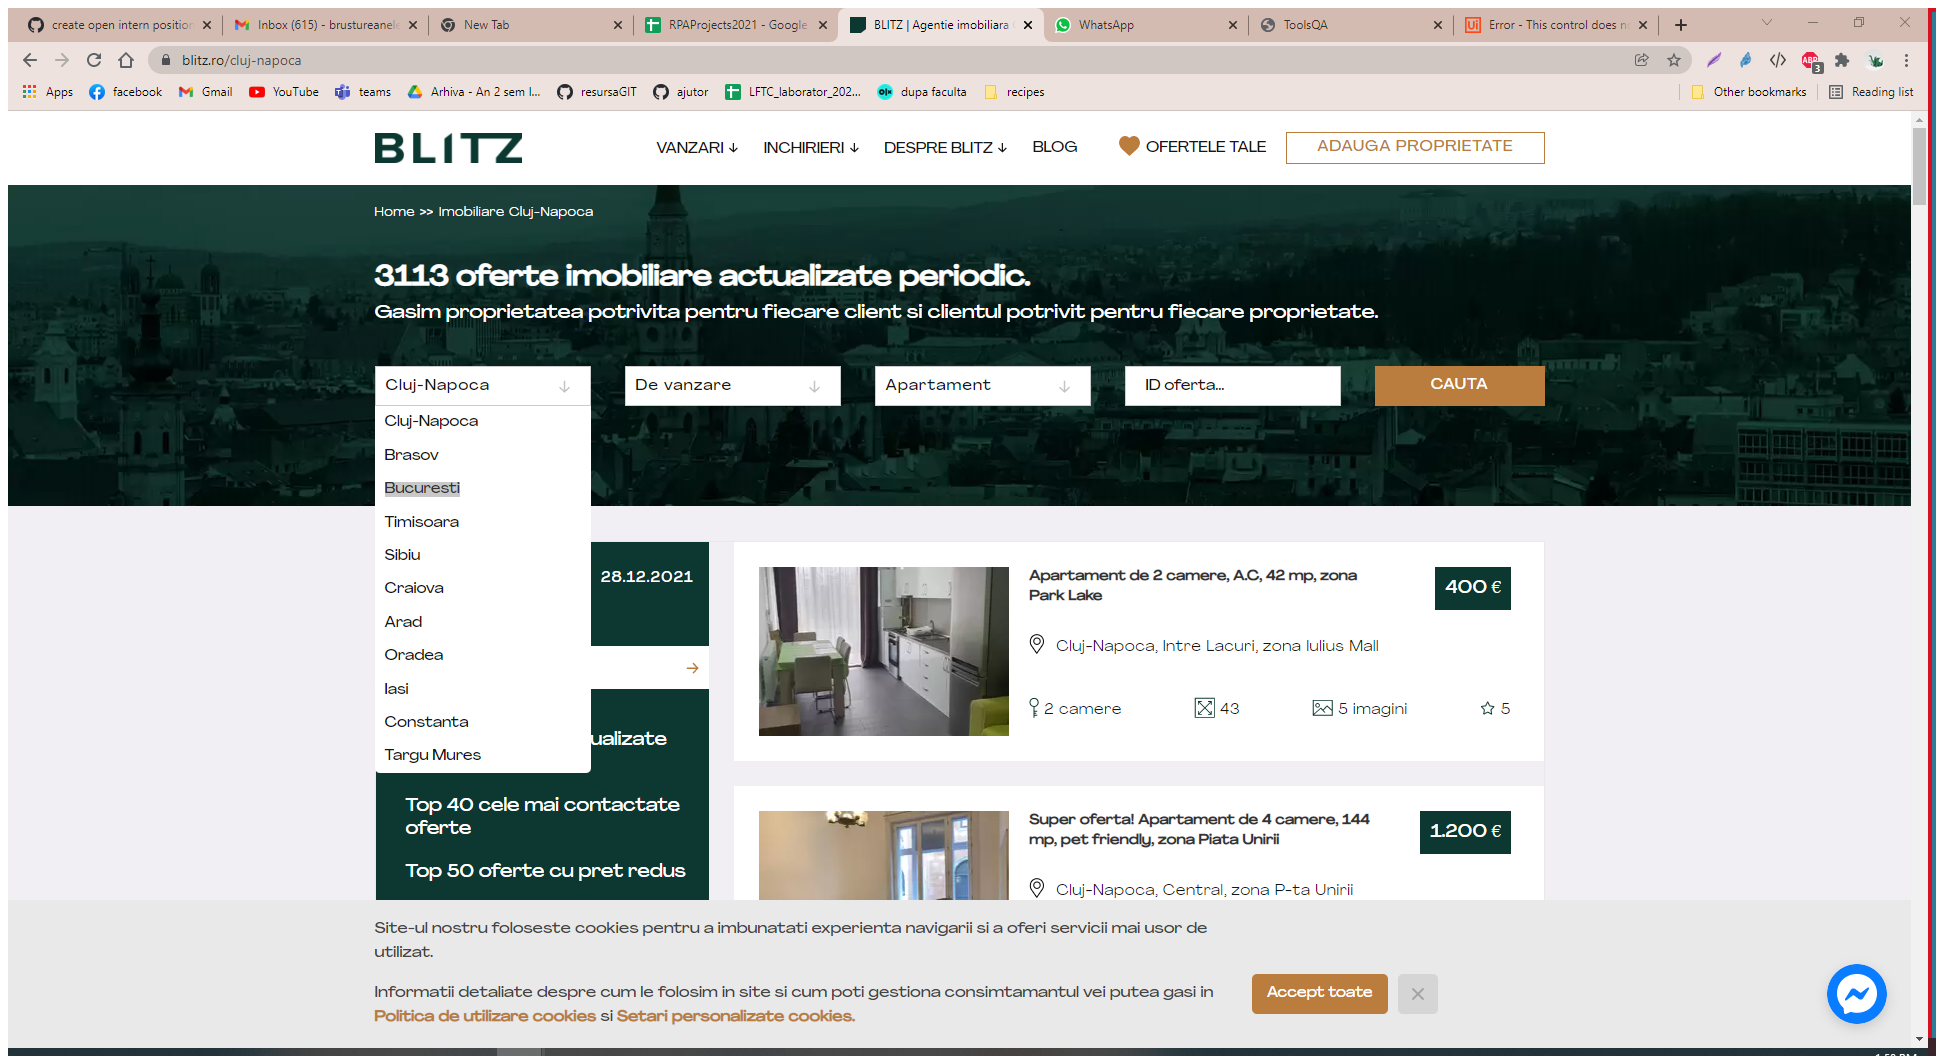 create open intern position
Inbox (615) - brustureanele
New Tab
RPAProjects2021 - Google
BLITZ | Agentie imobiliara
WhatsApp
ToolsQA
Error - This control does n
blitz.ro/cluj-napoca
ABP
3
Apps
facebook
Gmail
YouTube
teams
Arhiva - An 2 sem I...
resursaGIT
ajutor
LFTC_laborator_202...
dupa faculta
recipes
Other bookmarks
Reading list
BLITZ
VANZARI
INCHIRIERI
DESPRE BLITZ
BLOG
OFERTELE TALE
ADAUGA PROPRIETATE
Home >> Imobiliare Cluj-Napoca
3113 oferte imobiliare actualizate periodic.
Gasim proprietatea potrivita pentru fiecare client si clientul potrivit pentru fiecare proprietate.
Cluj-Napoca
De vanzare
Apartament
ID oferta...
CAUTA
Cluj-Napoca
Brasov
Bucuresti
Timisoara
Sibiu
Craiova
Arad
Oradea
Iasi
Constanta
Targu Mures
28.12.2021
ualizate
Top 40 cele mai contactate
oferte
Top 50 oferte cu pret redus
Apartament de 2 camere, A.C, 42 mp, zona
Park Lake
400 €
Cluj-Napoca, Intre Lacuri, zona Iulius Mall
2 camere
43
5 imagini
5
Super oferta! Apartament de 4 camere, 144
mp, pet friendly, zona Piata Unirii
1.200 €
Cluj-Napoca, Central, zona P-ta Unirii
Site-ul nostru foloseste cookies pentru a imbunatati experienta navigarii si a oferi servicii mai usor de
utilizat.
Informatii detaliate despre cum le folosim in site si cum poti gestiona consimtamantul vei putea gasi in
Politica de utilizare cookies si Setari personalizate cookies.
Accept toate